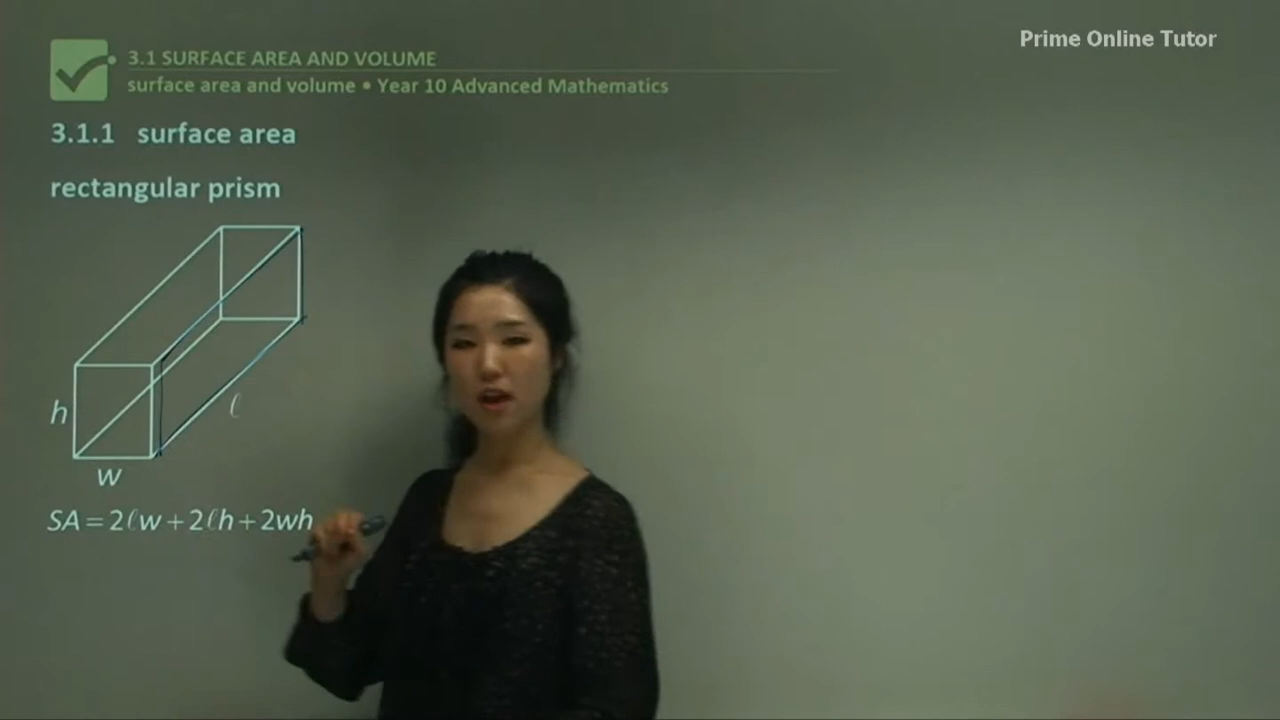 Prime Online Tutor
3.1 SURFACE AREA AND VOLUME
surface area and volume • Year 10 Advanced Mathematics
3.1.1 surface area
rectangular prism
h
ℓ
w
SA = 2ℓw + 2ℓh + 2wh